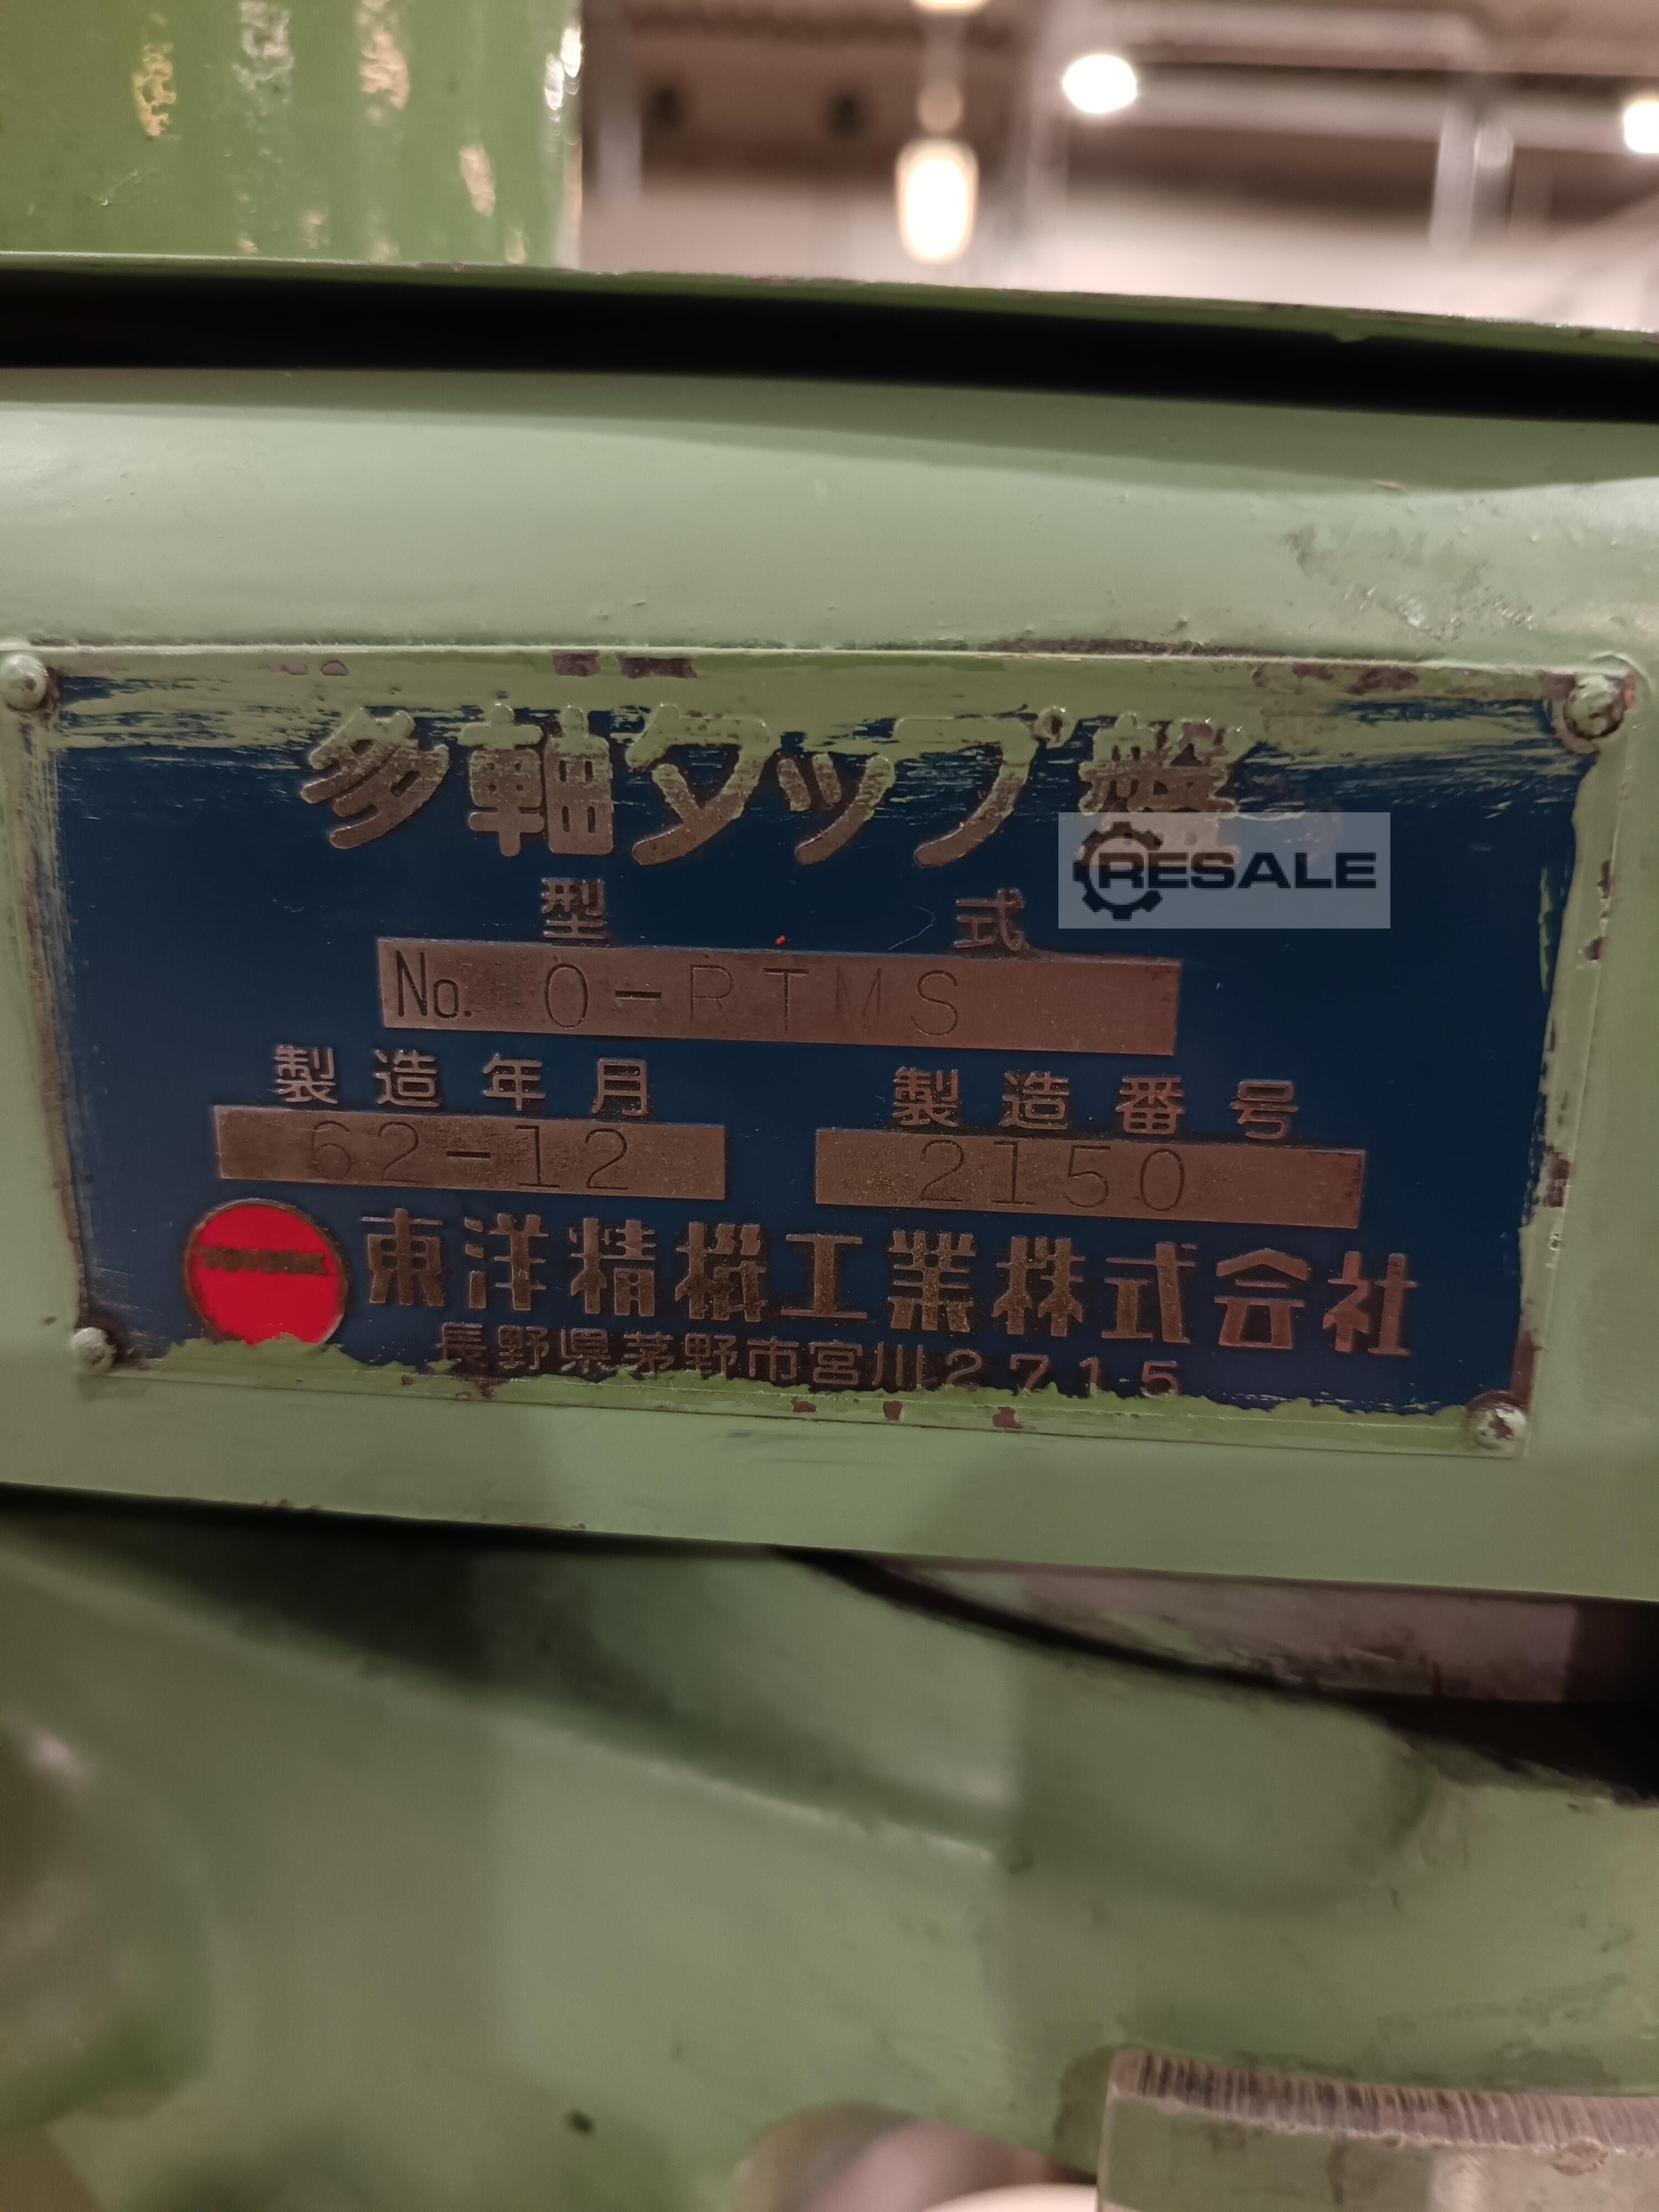 多軸タップ盤
RESALE
型 式
No. 0-RTMS
製造年月 製造番号
62-12 2150
東洋精機工業株式会社
長野県茅野市宮川2715